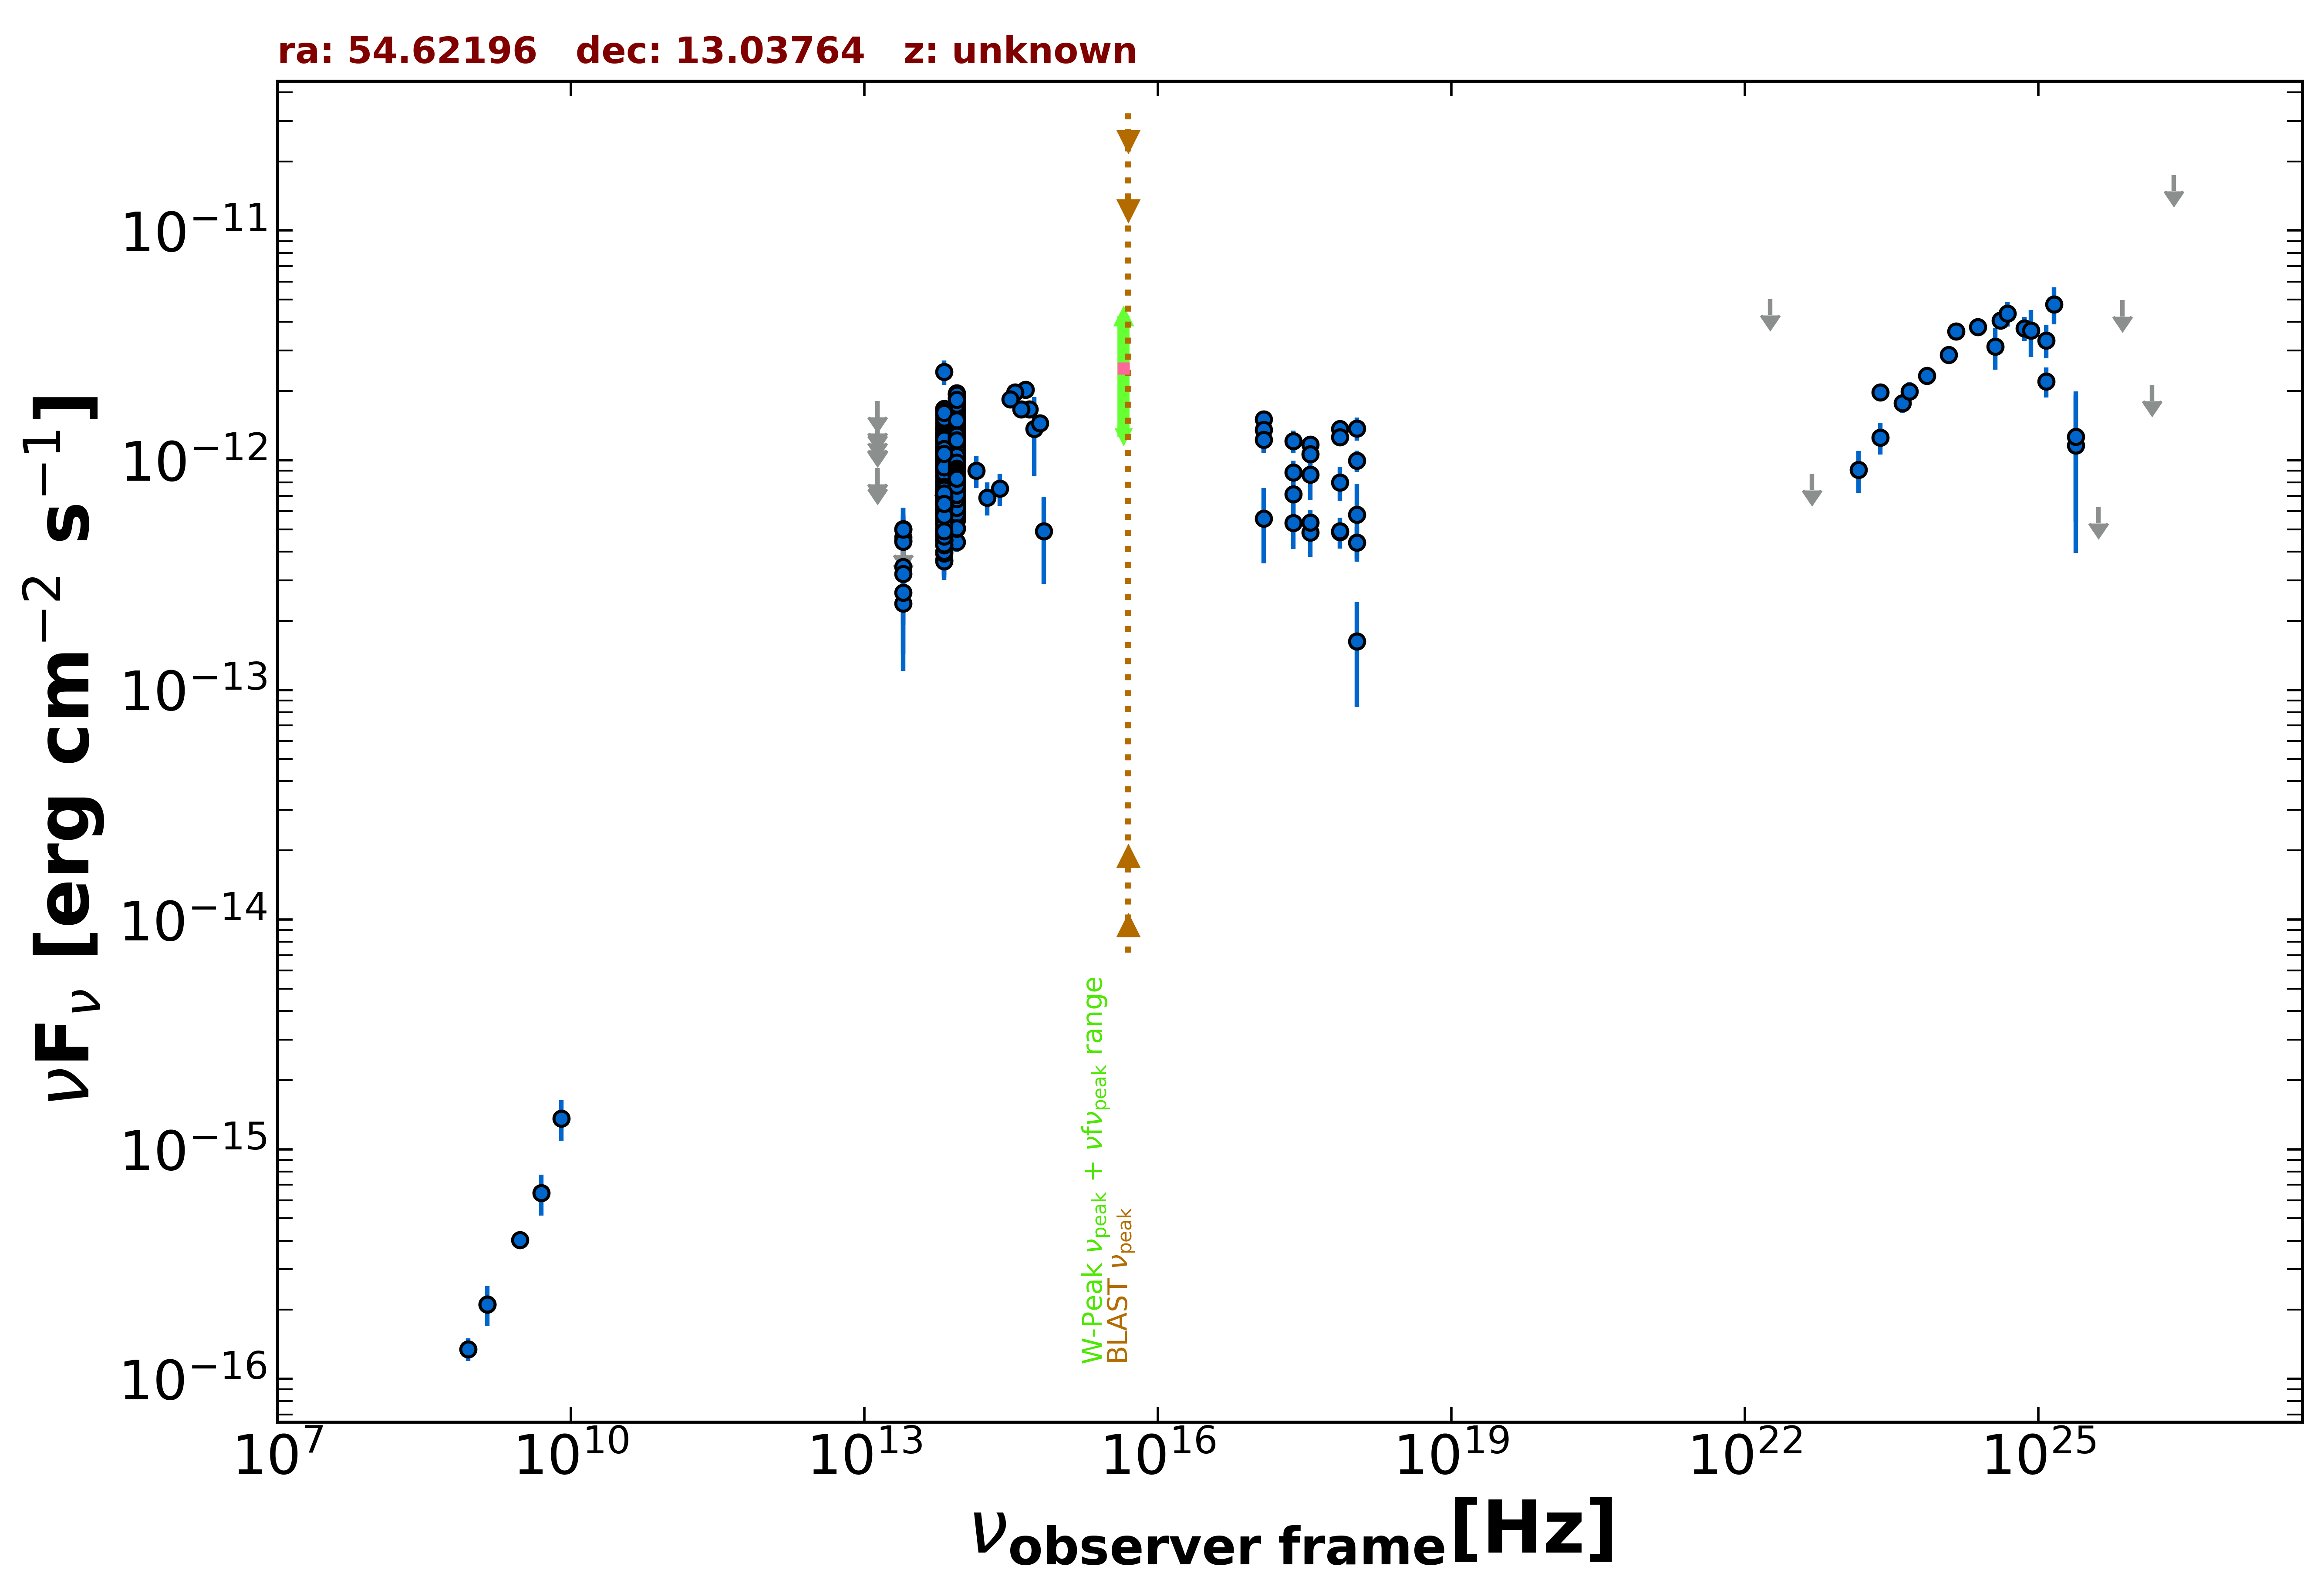 ra: 54.62196   dec: 13.03764   z: unknown
νFν [erg cm−2 s−1]
10−11
10−12
10−13
10−14
10−15
10−16
W-Peak νpeak + νfνpeak range
BLAST νpeak
107 1010 1013 1016 1019 1022 1025
νobserver frame[Hz]